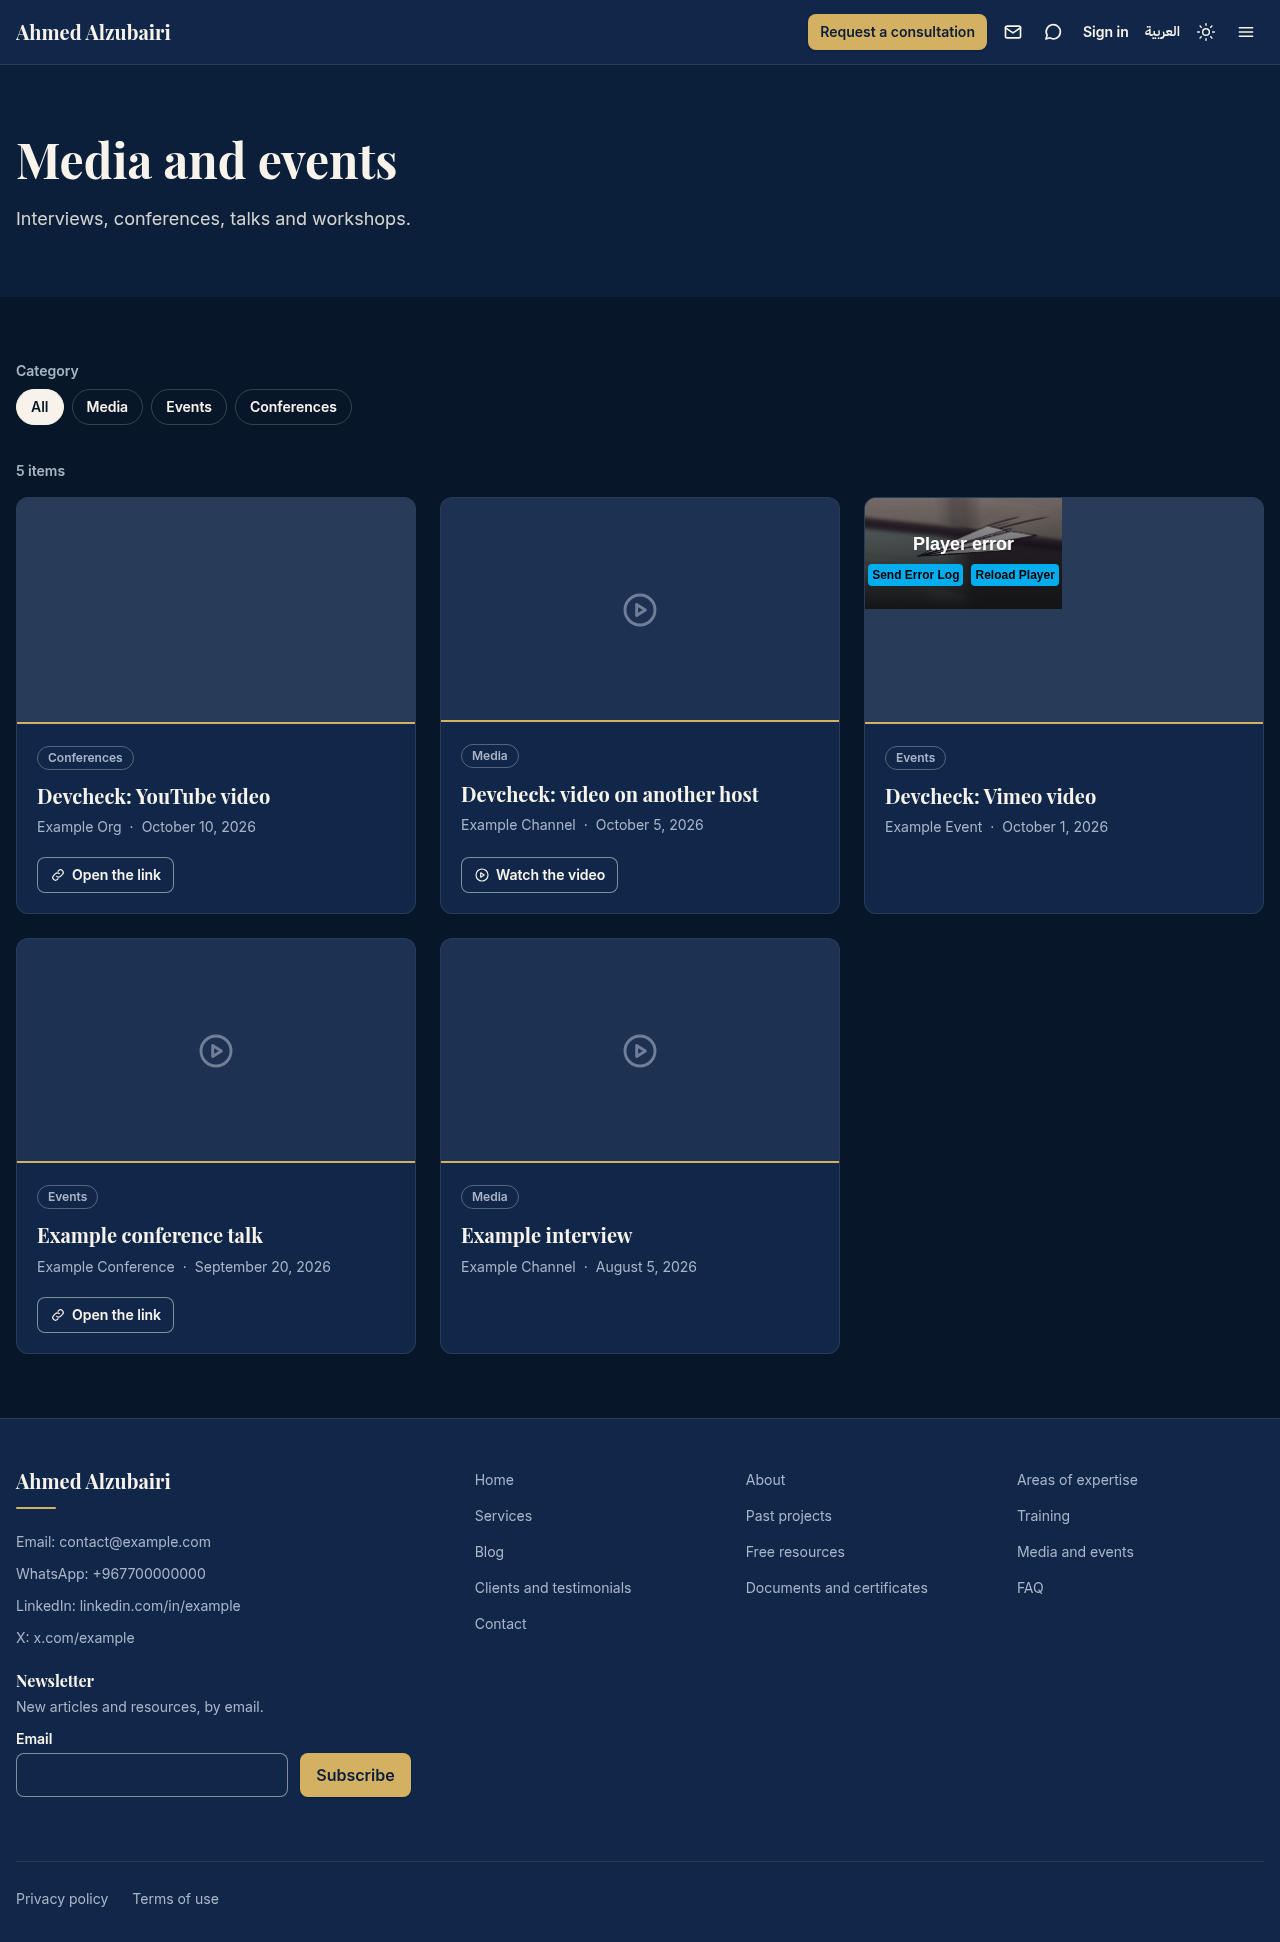 Ahmed Alzubairi
Request a consultation
Sign in
العربية
Media and events
Interviews, conferences, talks and workshops.
Category
All
Media
Events
Conferences
5 items
Player error
Send Error Log
Reload Player
Conferences
Devcheck: YouTube video
Example Org · October 10, 2026
Open the link
Media
Devcheck: video on another host
Example Channel · October 5, 2026
Watch the video
Events
Devcheck: Vimeo video
Example Event · October 1, 2026
Events
Example conference talk
Example Conference · September 20, 2026
Open the link
Media
Example interview
Example Channel · August 5, 2026
Ahmed Alzubairi
Email: contact@example.com
WhatsApp: +967700000000
LinkedIn: linkedin.com/in/example
X: x.com/example
Newsletter
New articles and resources, by email.
Email
Subscribe
Home
About
Areas of expertise
Services
Past projects
Training
Blog
Free resources
Media and events
Clients and testimonials
Documents and certificates
FAQ
Contact
Privacy policy
Terms of use